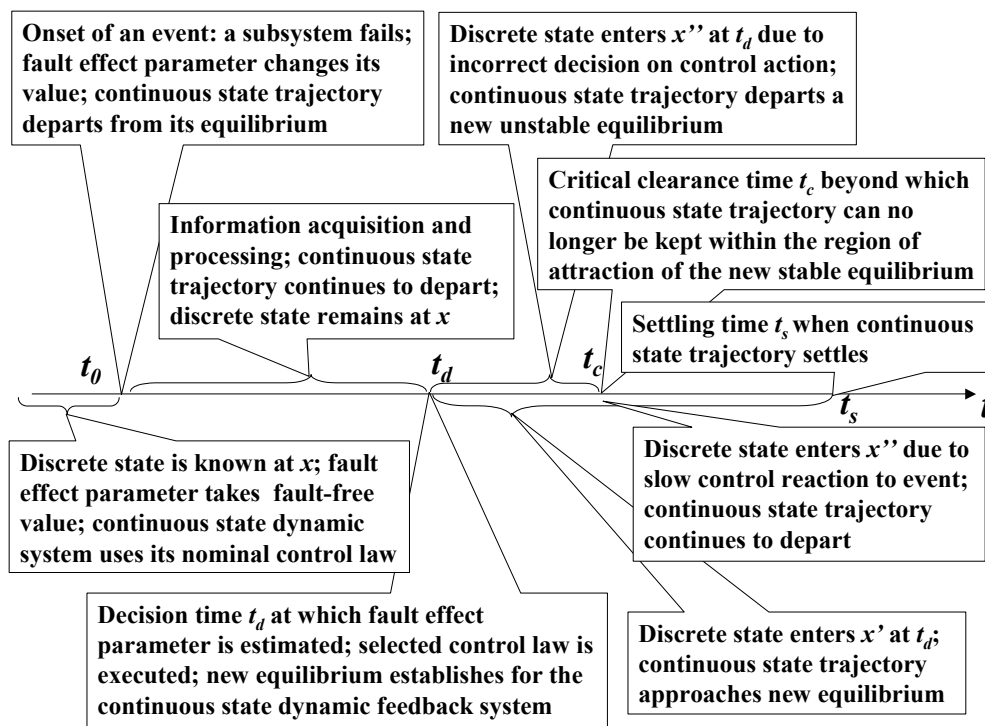 Onset of an event: a subsystem fails;
fault effect parameter changes its
value; continuous state trajectory
departs from its equilibrium
Discrete state enters x’’ at t_d due to
incorrect decision on control action;
continuous state trajectory departs a
new unstable equilibrium
Information acquisition and
processing; continuous state
trajectory continues to depart;
discrete state remains at x
Critical clearance time t_c beyond which
continuous state trajectory can no
longer be kept within the region of
attraction of the new stable equilibrium
Settling time t_s when continuous
state trajectory settles
t_0
t_d
t_c
t_s
t
Discrete state is known at x; fault
effect parameter takes fault-free
value; continuous state dynamic
system uses its nominal control law
Discrete state enters x’’ due to
slow control reaction to event;
continuous state trajectory
continues to depart
Decision time t_d at which fault effect
parameter is estimated; selected control law is
executed; new equilibrium establishes for the
continuous state dynamic feedback system
Discrete state enters x’ at t_d;
continuous state trajectory
approaches new equilibrium